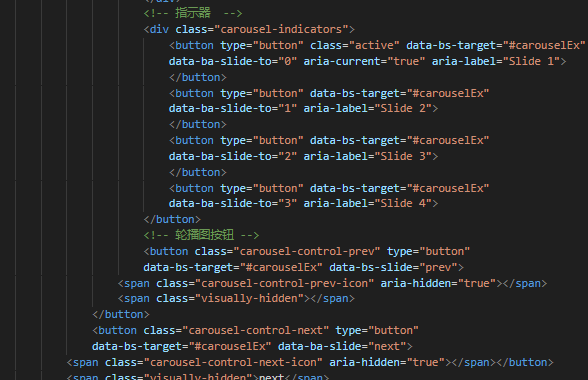 <!-- 指示器  -->
<div class="carousel-indicators">
<button type="button" class="active" data-bs-target="#carouselEx"
data-ba-slide-to="0" aria-current="true" aria-label="Slide 1">
</button>
<button type="button" data-bs-target="#carouselEx"
data-ba-slide-to="1" aria-label="Slide 2">
</button>
<button type="button" data-bs-target="#carouselEx"
data-ba-slide-to="2" aria-label="Slide 3">
</button>
<button type="button" data-bs-target="#carouselEx"
data-ba-slide-to="3" aria-label="Slide 4">
</button>
<!-- 轮播图按钮 -->
<button class="carousel-control-prev" type="button"
data-bs-target="#carouselEx" data-bs-slide="prev">
<span class="carousel-control-prev-icon" aria-hidden="true"></span>
<span class="visually-hidden"></span>
</button>
<button class="carousel-control-next" type="button"
data-bs-target="#carouselEx" data-ba-slide="next">
<span class="carousel-control-next-icon" aria-hidden="true"></span></button>
<span class="visually-hidden">next</span>